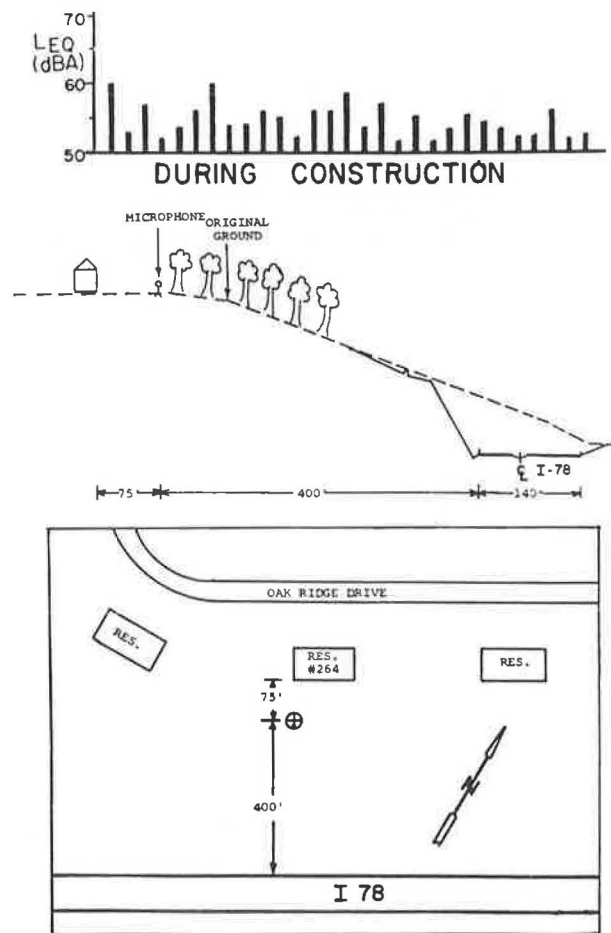 70
LEQ
(dBA)
60
50
DURING CONSTRUCTION
MICROPHONE
ORIGINAL
GROUND
℄ I-78
75'
400'
140'
OAK RIDGE DRIVE
RES.
RES.
#264
RES.
75'
N
400'
I 78